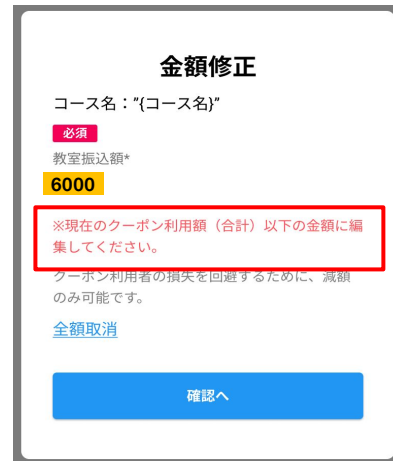 金額修正
コース名："{コース名}"
必須
教室振込額*
6000
※現在のクーポン利用額（合計）以下の金額に編
集してください。
クーポン利用者の損失を回避するために、減額
のみ可能です。
全額取消
確認へ